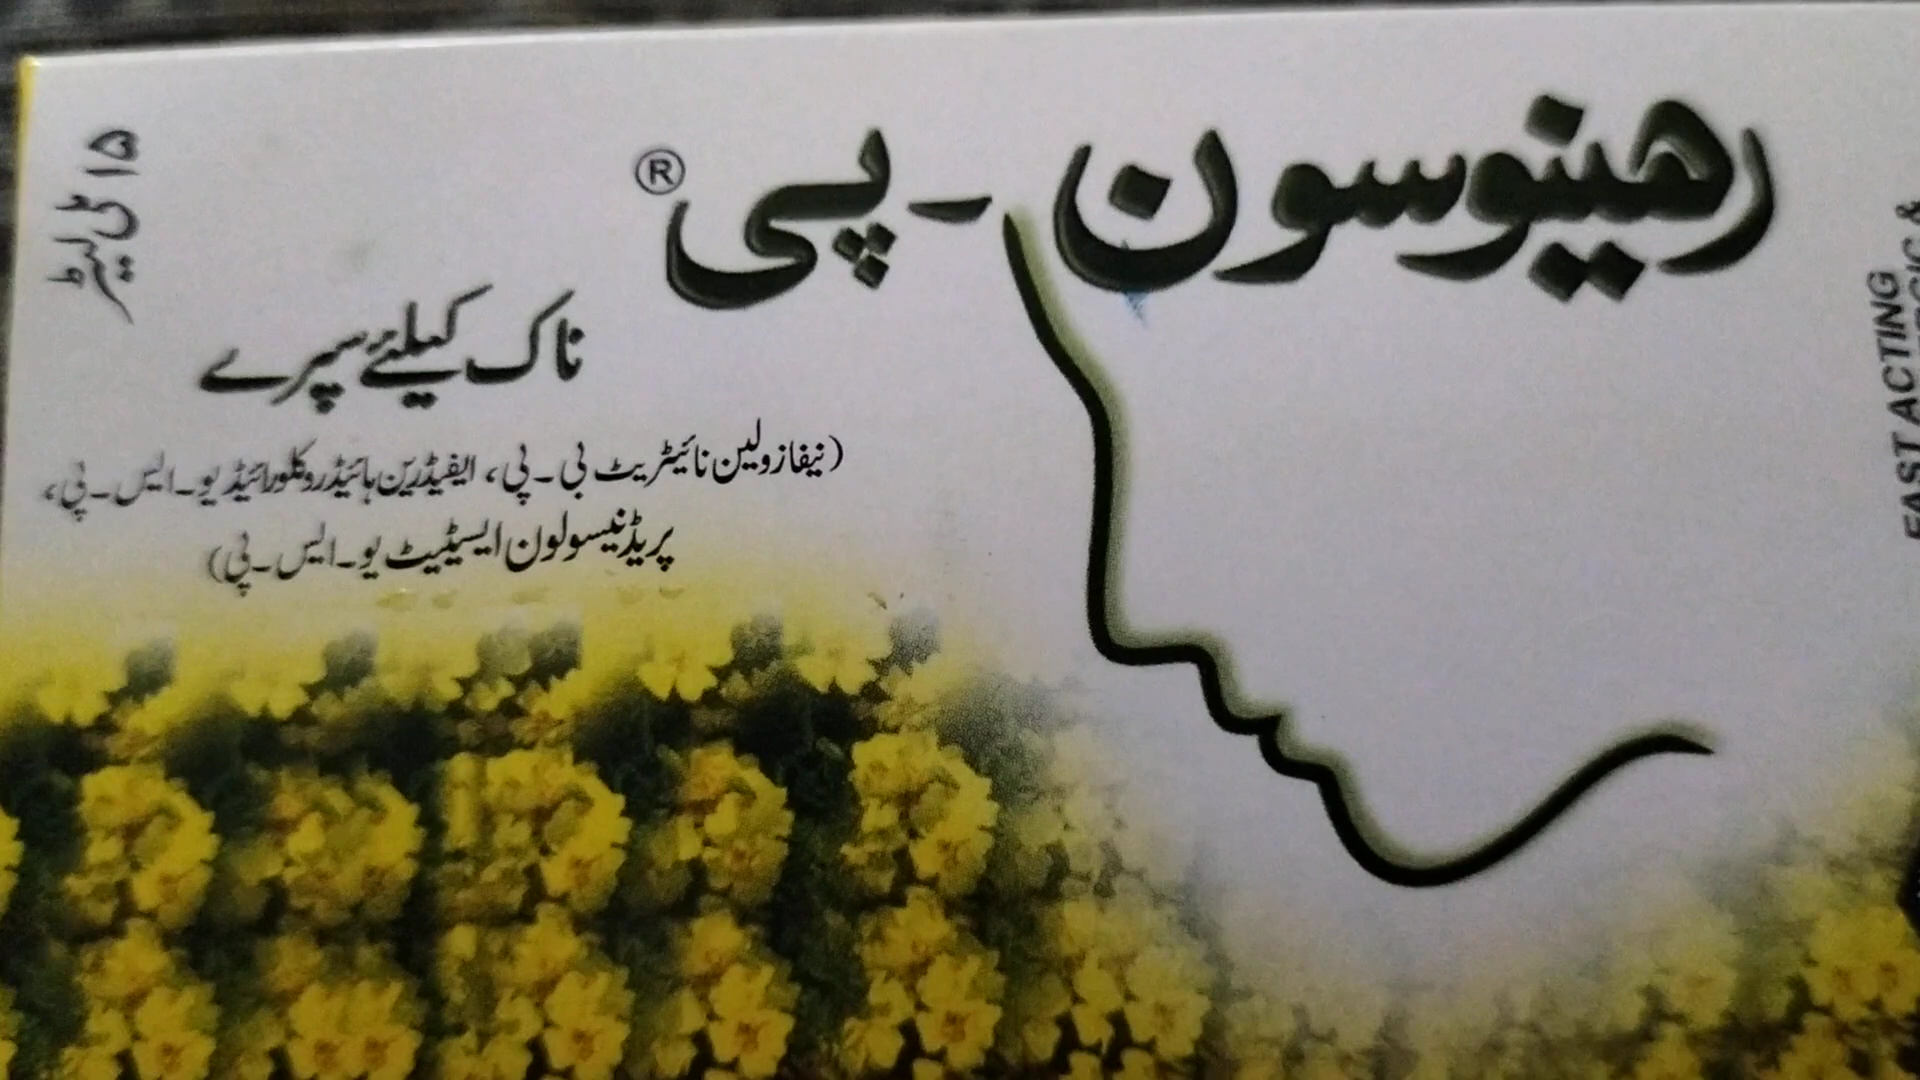 رھینوسون - پی®
۱۵ ملی لیٹر
ناک کیلئے سپرے
(نیفازولین نائیٹریٹ بی۔پی، ایفیڈرین ہائیڈروکلورائیڈ یو۔ایس۔پی،
پریڈنیسولون ایسیٹیٹ یو۔ایس۔پی)
FAST ACTING
&